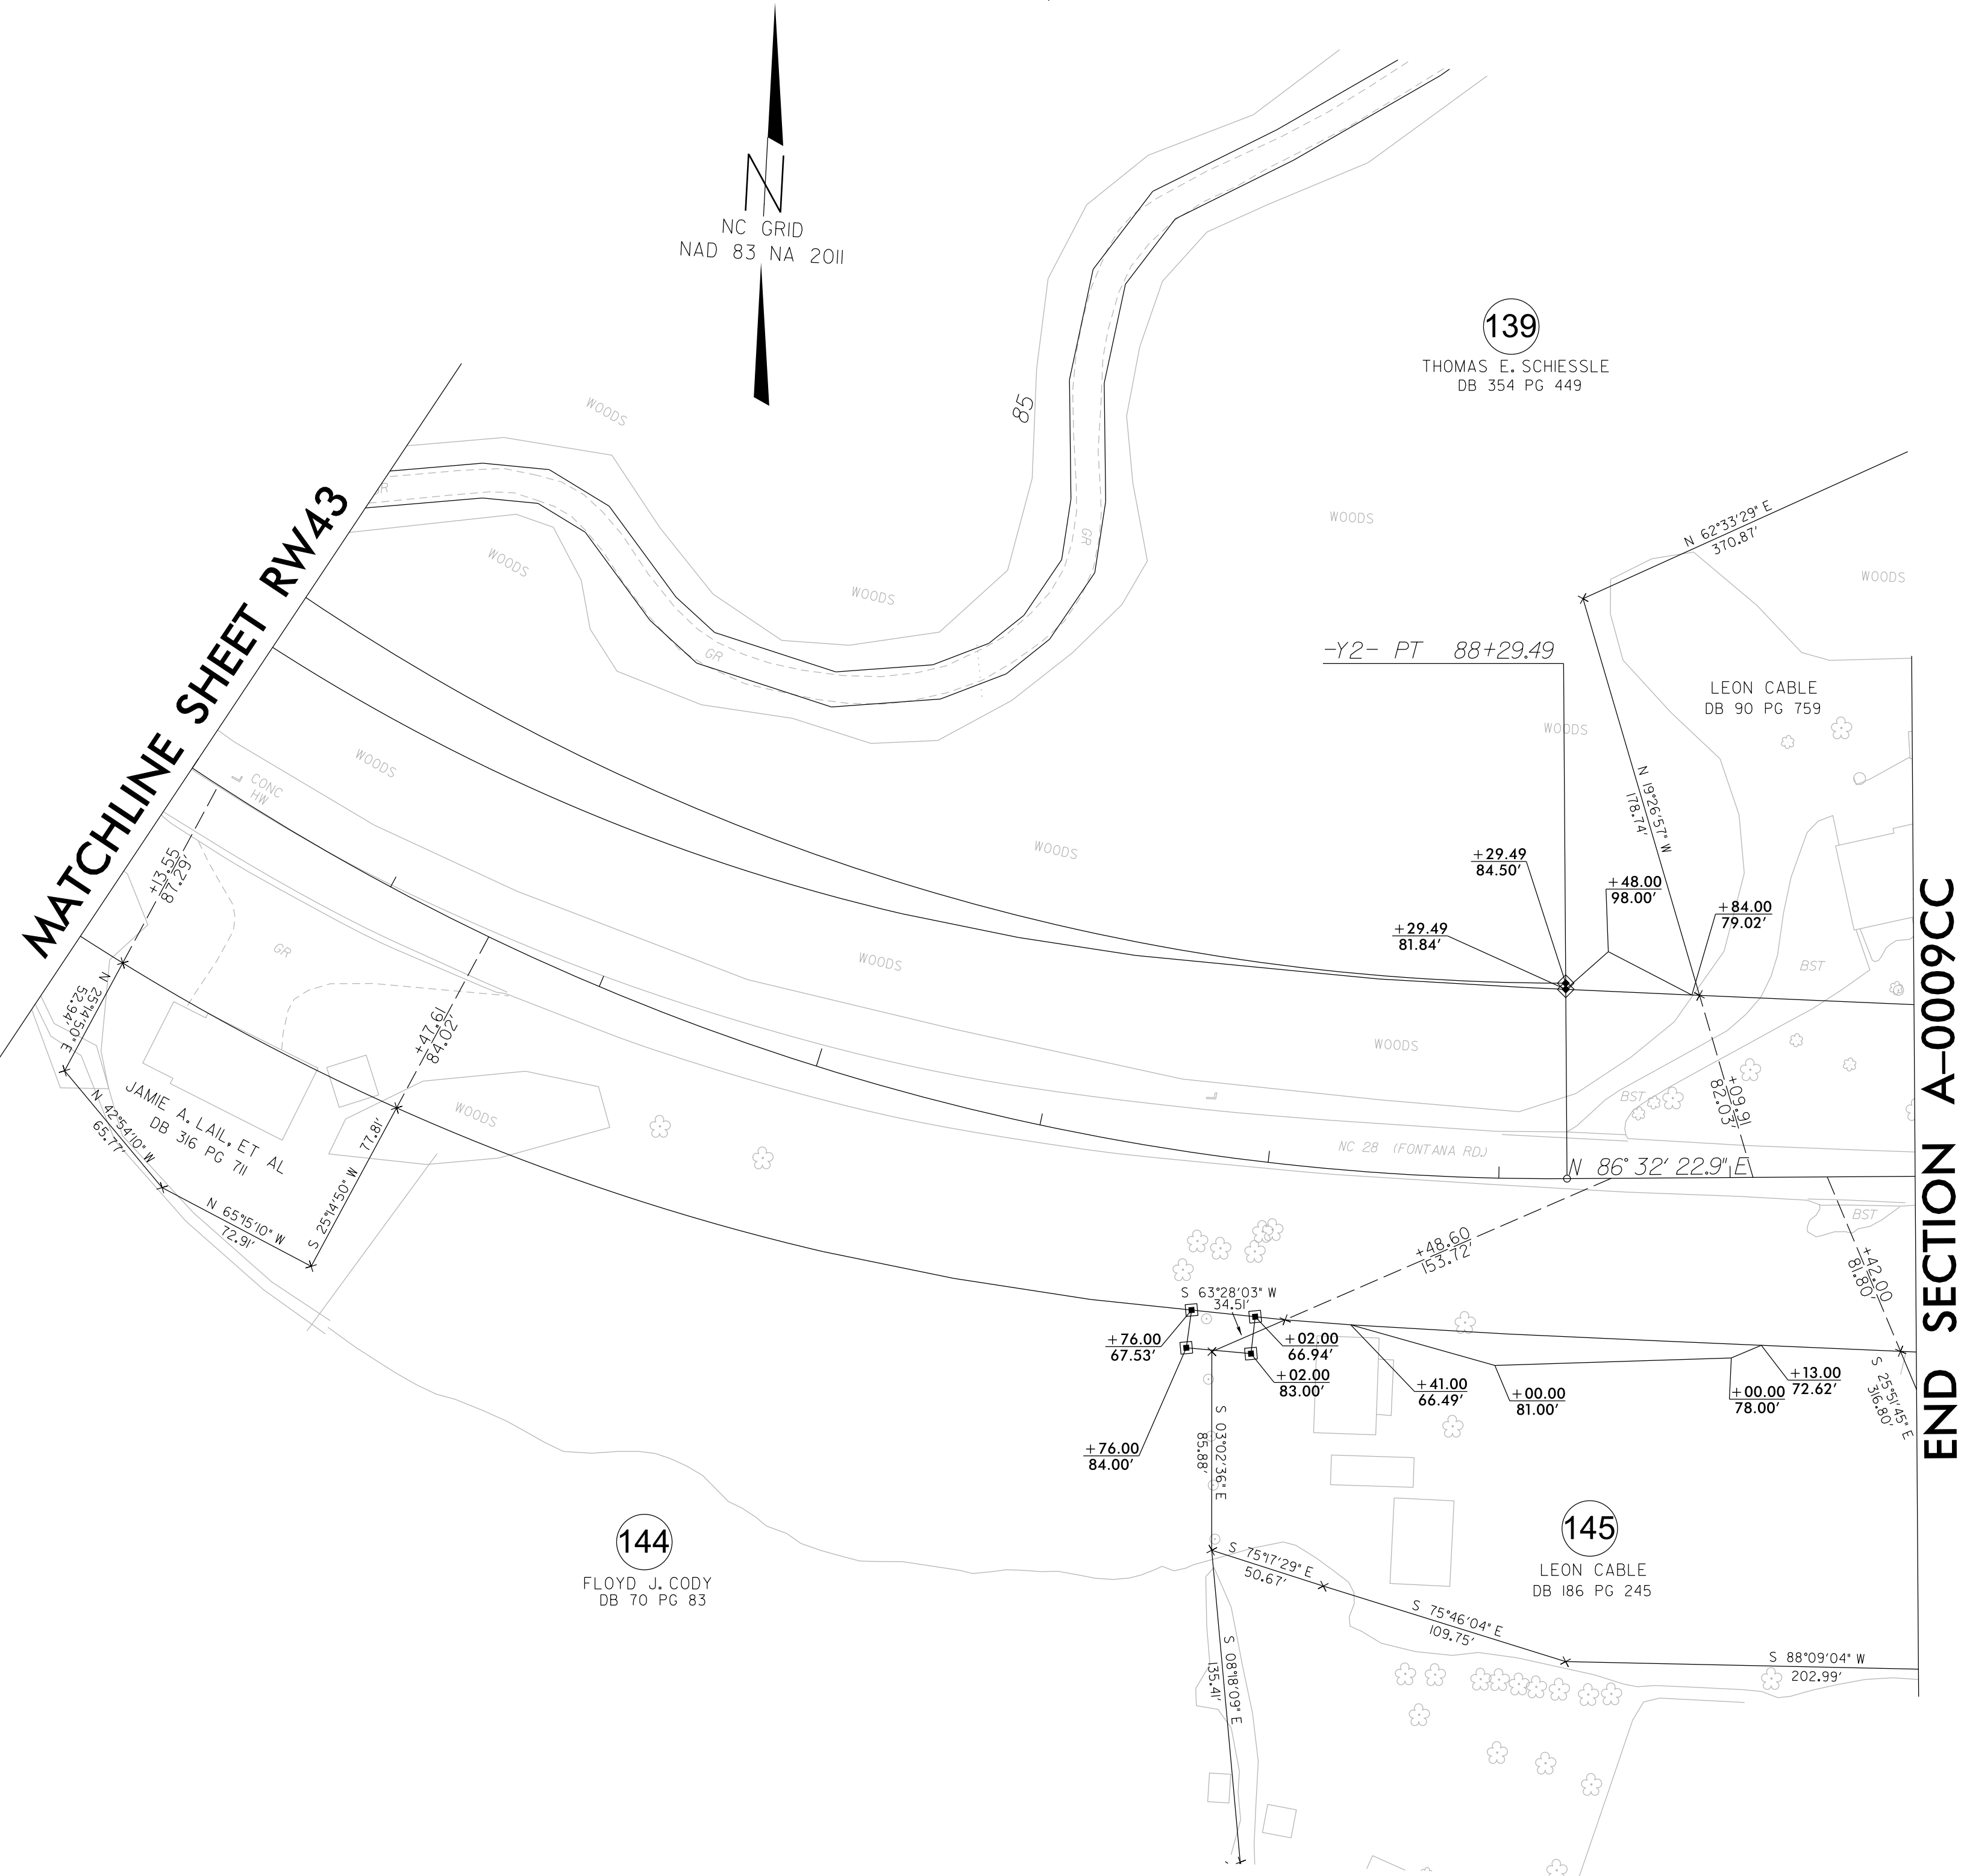 N
NC GRID
NAD 83 NA 2011
139
THOMAS E. SCHIESSLE
DB 354 PG 449
85
WOODS
WOODS
WOODS
WOODS
WOODS
GR
GR
GR
MATCHLINE SHEET RW43
N 62°33'29" E
370.87'
-Y2- PT 88+29.49
LEON CABLE
DB 90 PG 759
WOODS
N 19°26'57" W
178.74'
WOODS
CONC
HW
WOODS
+29.49
84.50'
+48.00
98.00'
+84.00
79.02'
+29.49
81.84'
+13.55
87.29'
GR
WOODS
BST
N 25°14'50" E
52.94'
+47.61
84.02'
WOODS
BST
+09.91
82.03'
JAMIE A. LAIL, ET AL
DB 316 PG 711
N 42°54'10" W
65.77'
WOODS
77.81'
S 25°14'50" W
N 65°15'10" W
72.91'
NC 28 (FONTANA RD)
N 86° 32' 22.9" E
BST
END SECTION A-0009CC
+48.60
153.72'
+42.00
81.80'
S 63°28'03" W
34.51'
+76.00
67.53'
+02.00
66.94'
+02.00
83.00'
+41.00
66.49'
+00.00
81.00'
+00.00
78.00'
+13.00
72.62'
S 25°51'45" E
316.80'
S 03°02'36" E
85.88'
+76.00
84.00'
144
FLOYD J. CODY
DB 70 PG 83
145
LEON CABLE
DB 186 PG 245
S 75°17'29" E
50.67'
S 75°46'04" E
109.75'
S 88°09'04" W
202.99'
S 08°18'09" E
135.41'